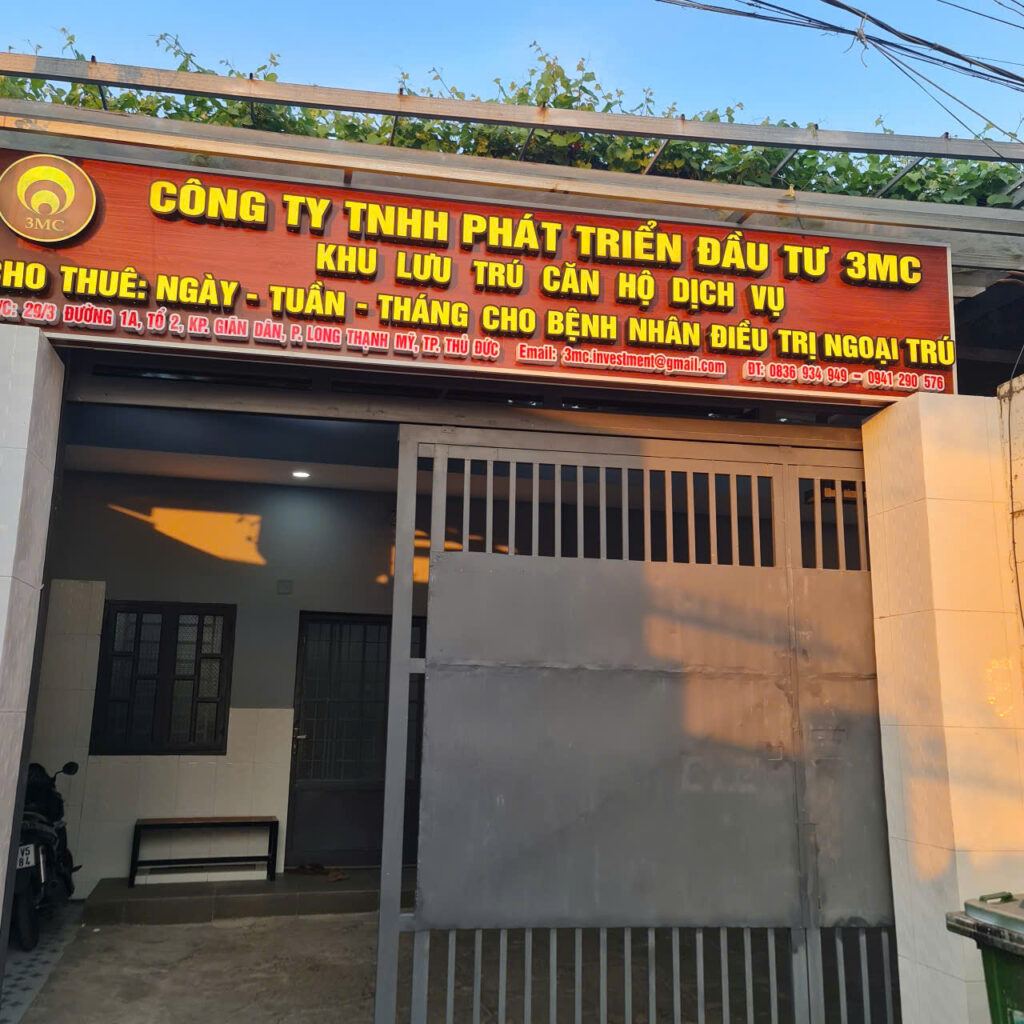 3MC
CÔNG TY TNHH PHÁT TRIỂN ĐẦU TƯ 3MC
KHU LƯU TRÚ CĂN HỘ DỊCH VỤ
CHO THUÊ: NGÀY - TUẦN - THÁNG CHO BỆNH NHÂN ĐIỀU TRỊ NGOẠI TRÚ
29/3 ĐƯỜNG 1A, TỔ 2, KP. GIÃN DÂN, P. LONG THẠNH MỸ, TP. THỦ ĐỨC Email: 3mc.investment@gmail.com ĐT: 0836 934 949 - 0941 290 576